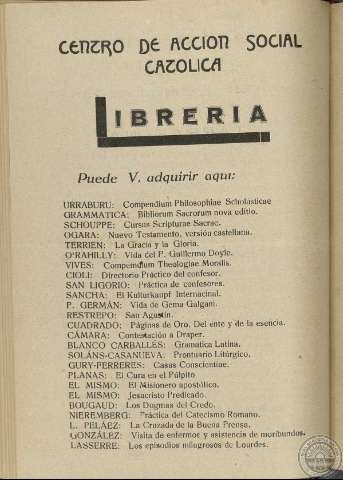 CENTRO DE ACCION SOCIAL
CATOLICA
LIBRERIA
Puede V. adquirir aqui:
URRABURU: Compendium Philosophiae Scholasticae
GRAMMATICA: Bibliorum Sacrorum nova editio.
SCHOUPPE: Cursus Scripturae Sacrae.
OGARA: Nuevo Testamento, versión castellana.
TERRIEN: La Gracia y la Gloria.
O'RAHILLY: Vida del P. Guillermo Doyle.
VIVES: Compendium Theologiae Moralis.
CIOLI: Directorio Práctico del confesor.
SAN LIGORIO: Práctica de confesores.
SANCHA: El Kulturkampf Internacinal.
P. GERMÁN: Vida de Gema Galgani.
RESTREPO: San Agustín.
CUADRADO: Páginas de Oro. Del ente y de la esencia.
CÁMARA: Contestación a Draper.
BLANCO CARBALLES: Gramatica Latina.
SOLÁNS-CASANUEVA: Prontuario Litúrgico.
GURY-FERRERES: Casus Conscientiae.
PLANAS: El Cura en el Púlpito
EL MISMO: El Misionero apostólico.
EL MISMO: Jesucristo Predicado.
BOUGAUD: Los Dogmas del Credo.
NIEREMBERG: Práctica del Catecismo Romano.
L. PELÁEZ: La Cruzada de la Buena Prensa.
GONZÁLEZ: Visita de enfermos y asistencia de moribundos.
LASSERRE: Los episodios milagrosos de Lourdes.